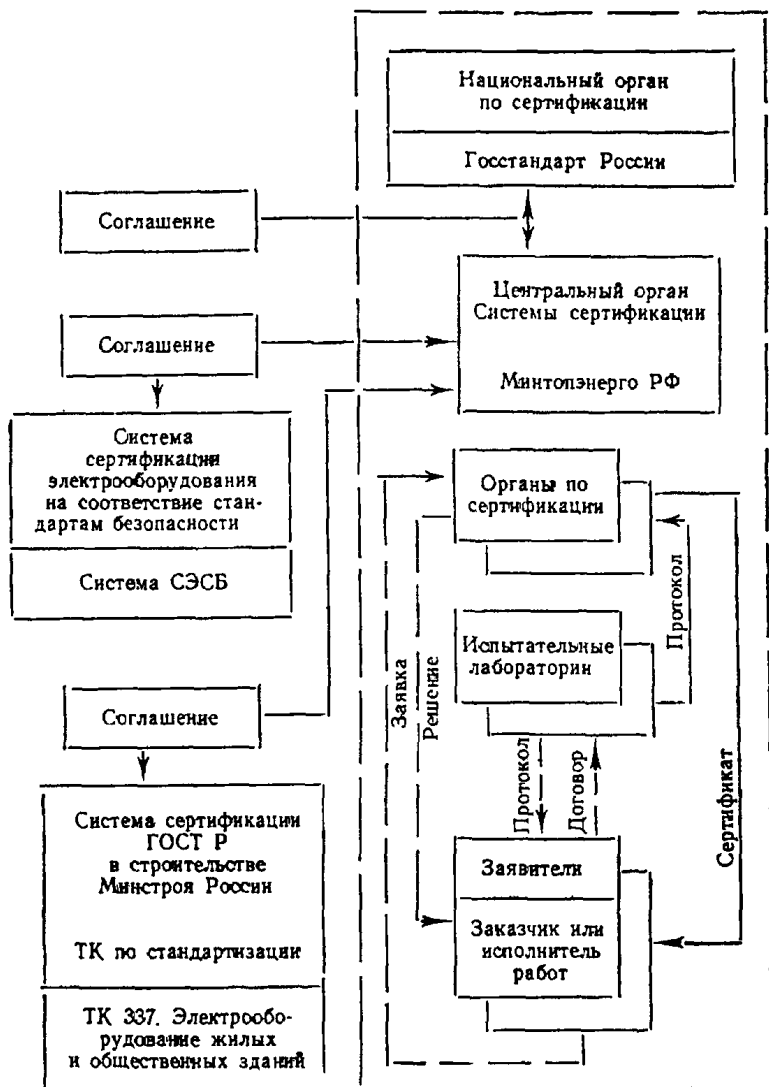 Национальный орган
по сертификации
Госстандарт России
Соглашение
Центральный орган
Системы сертификации
Минтопэнерго РФ
Соглашение
Система
сертификации
электрооборудования
на соответствие стан-
дартам безопасности
Система СЭСБ
Органы по
сертификации
Протокол
Испытательные
лаборатории
Заявка
Решение
Соглашение
Протокол
Договор
Сертификат
Система сертификации
ГОСТ Р
в строительстве
Минстроя России
ТК по стандартизации
ТК 337. Электрообо-
рудование жилых
и общественных зданий
Заявители
Заказчик или
исполнитель
работ